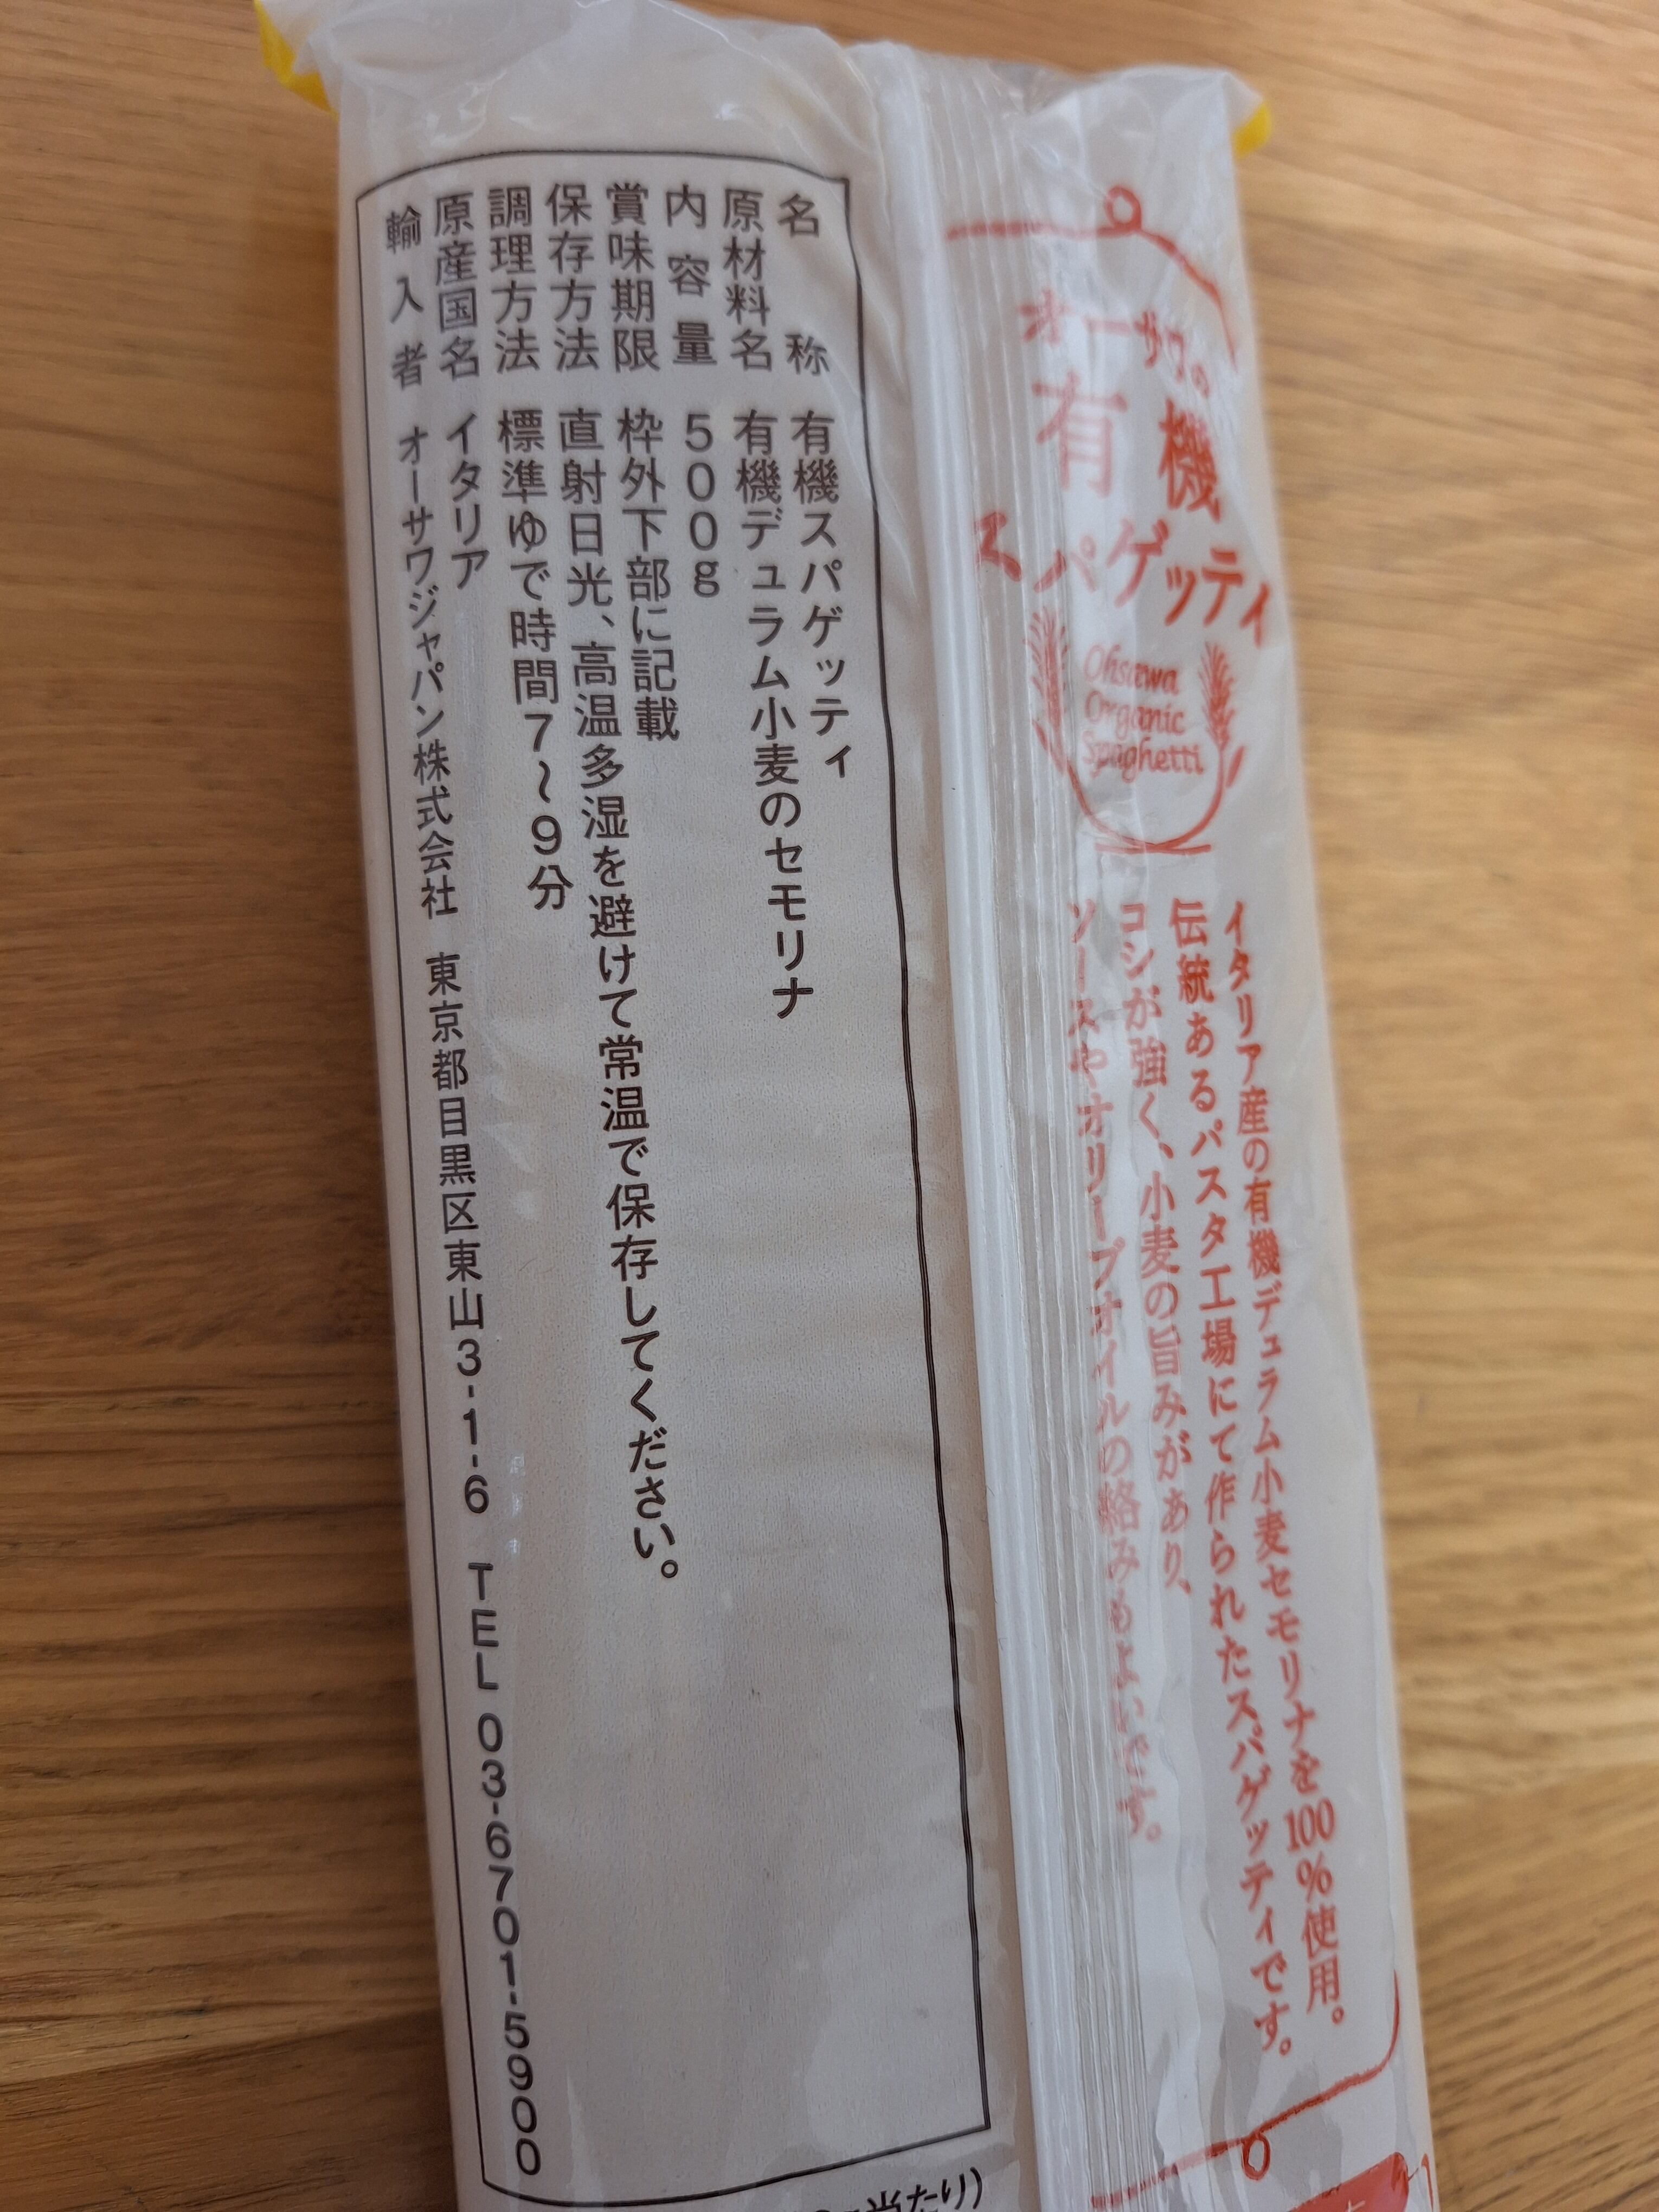 オーサワの
有機
スパゲッティ
Ohsawa
Organic
Spaghetti
イタリア産の有機デュラム小麦セモリナを100%使用。
伝統あるパスタ工場にて作られたスパゲッティです。
コシが強く、小麦の旨みがあり、
ソースやオリーブオイルの絡みもよいです。
名称 有機スパゲッティ
原材料名 有機デュラム小麦のセモリナ
内容量 500g
賞味期限 枠外下部に記載
保存方法 直射日光、高温多湿を避けて常温で保存してください。
調理方法 標準ゆで時間7~9分
原産国名 イタリア
輸入者 オーサワジャパン株式会社 東京都目黒区東山3-1-6 TEL 03-6701-5900
当たり)